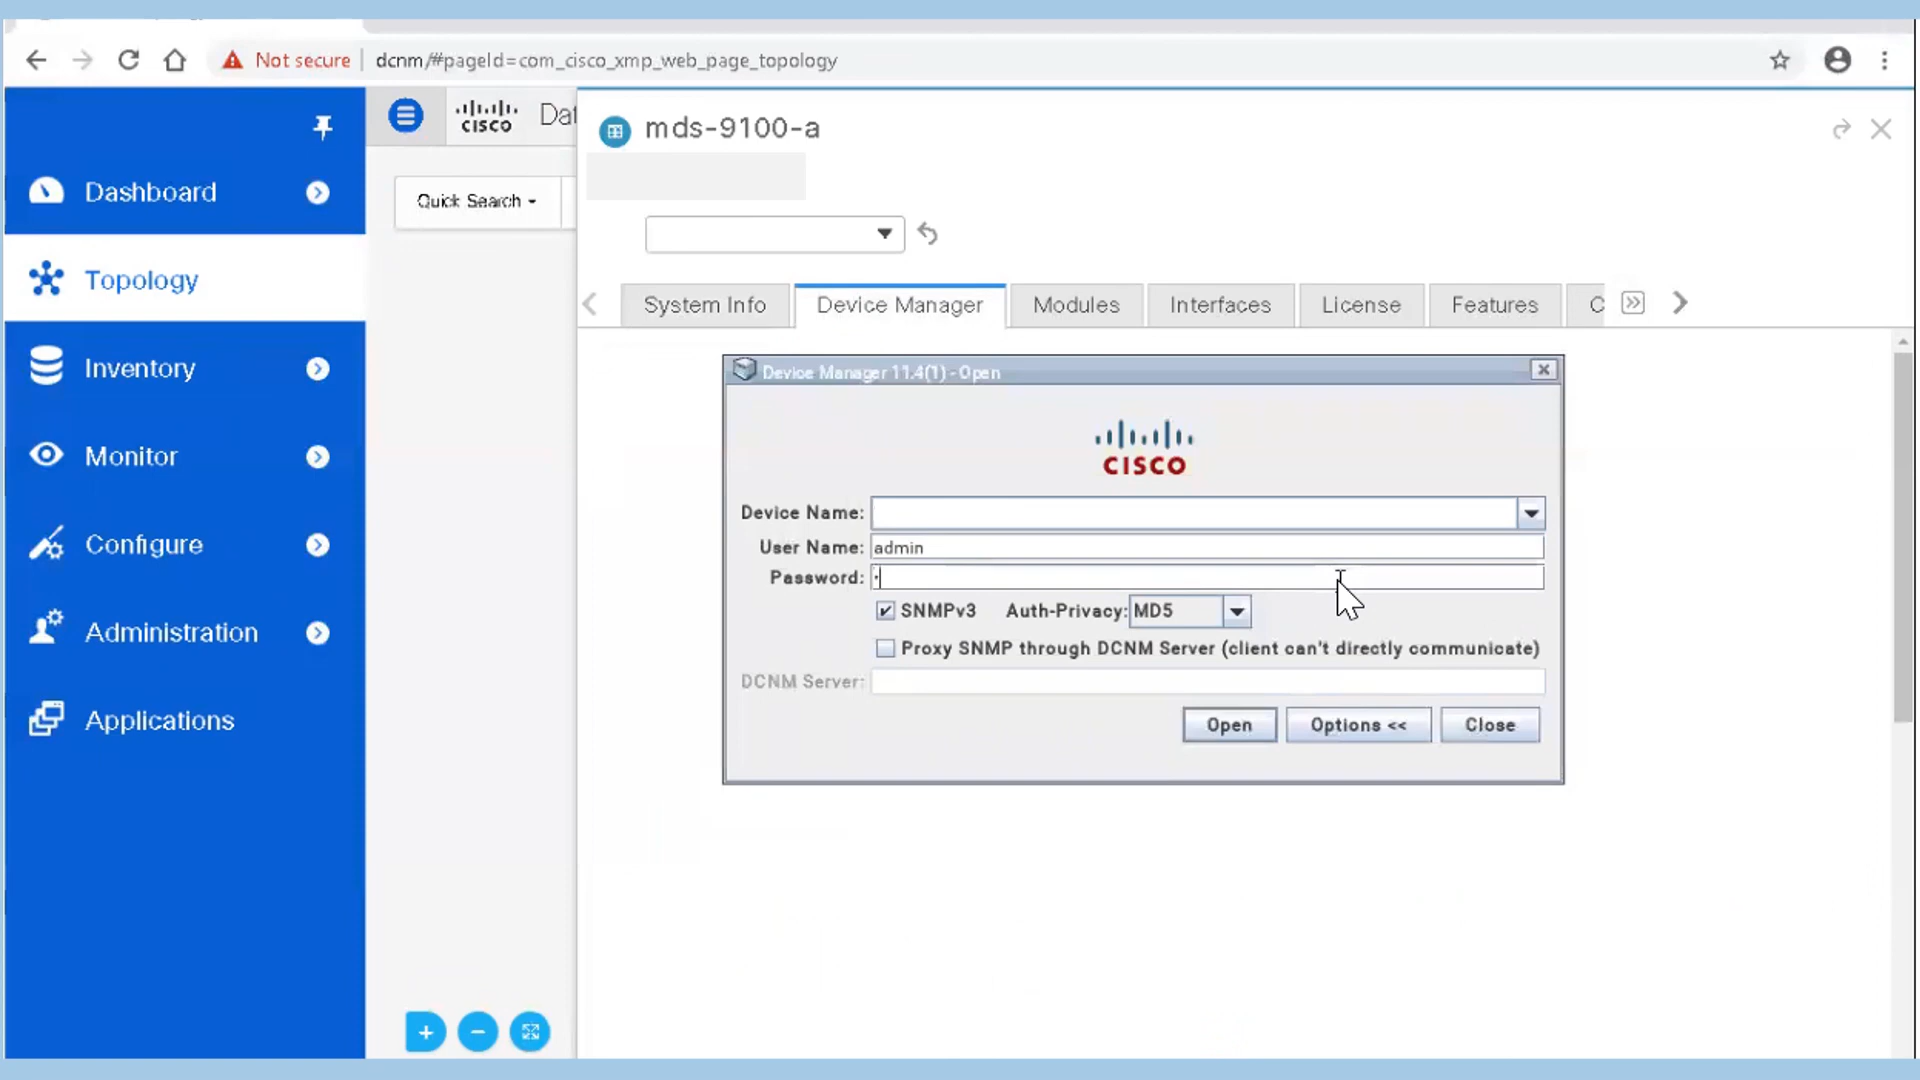 Not secure
dcnm/#pageId=com_cisco_xmp_web_page_topology
CISCO
Dat
mds-9100-a
Dashboard
Topology
Inventory
Monitor
Configure
Administration
Applications
Quick Search
System Info
Device Manager
Modules
Interfaces
License
Features
C
Device Manager 11.4(1) - Open
CISCO
Device Name:
User Name: admin
Password:
SNMPv3 Auth-Privacy: MD5
Proxy SNMP through DCNM Server (client can't directly communicate)
DCNM Server:
Open
Options <<
Close